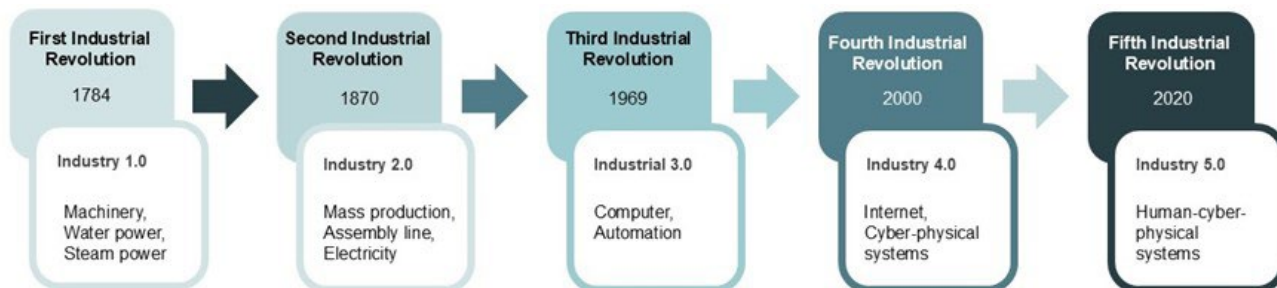 First Industrial
Revolution
1784
Industry 1.0
Machinery,
Water power,
Steam power
Second Industrial
Revolution
1870
Industry 2.0
Mass production,
Assembly line,
Electricity
Third Industrial
Revolution
1969
Industrial 3.0
Computer,
Automation
Fourth Industrial
Revolution
2000
Industry 4.0
Internet,
Cyber-physical
systems
Fifth Industrial
Revolution
2020
Industry 5.0
Human-cyber-
physical
systems